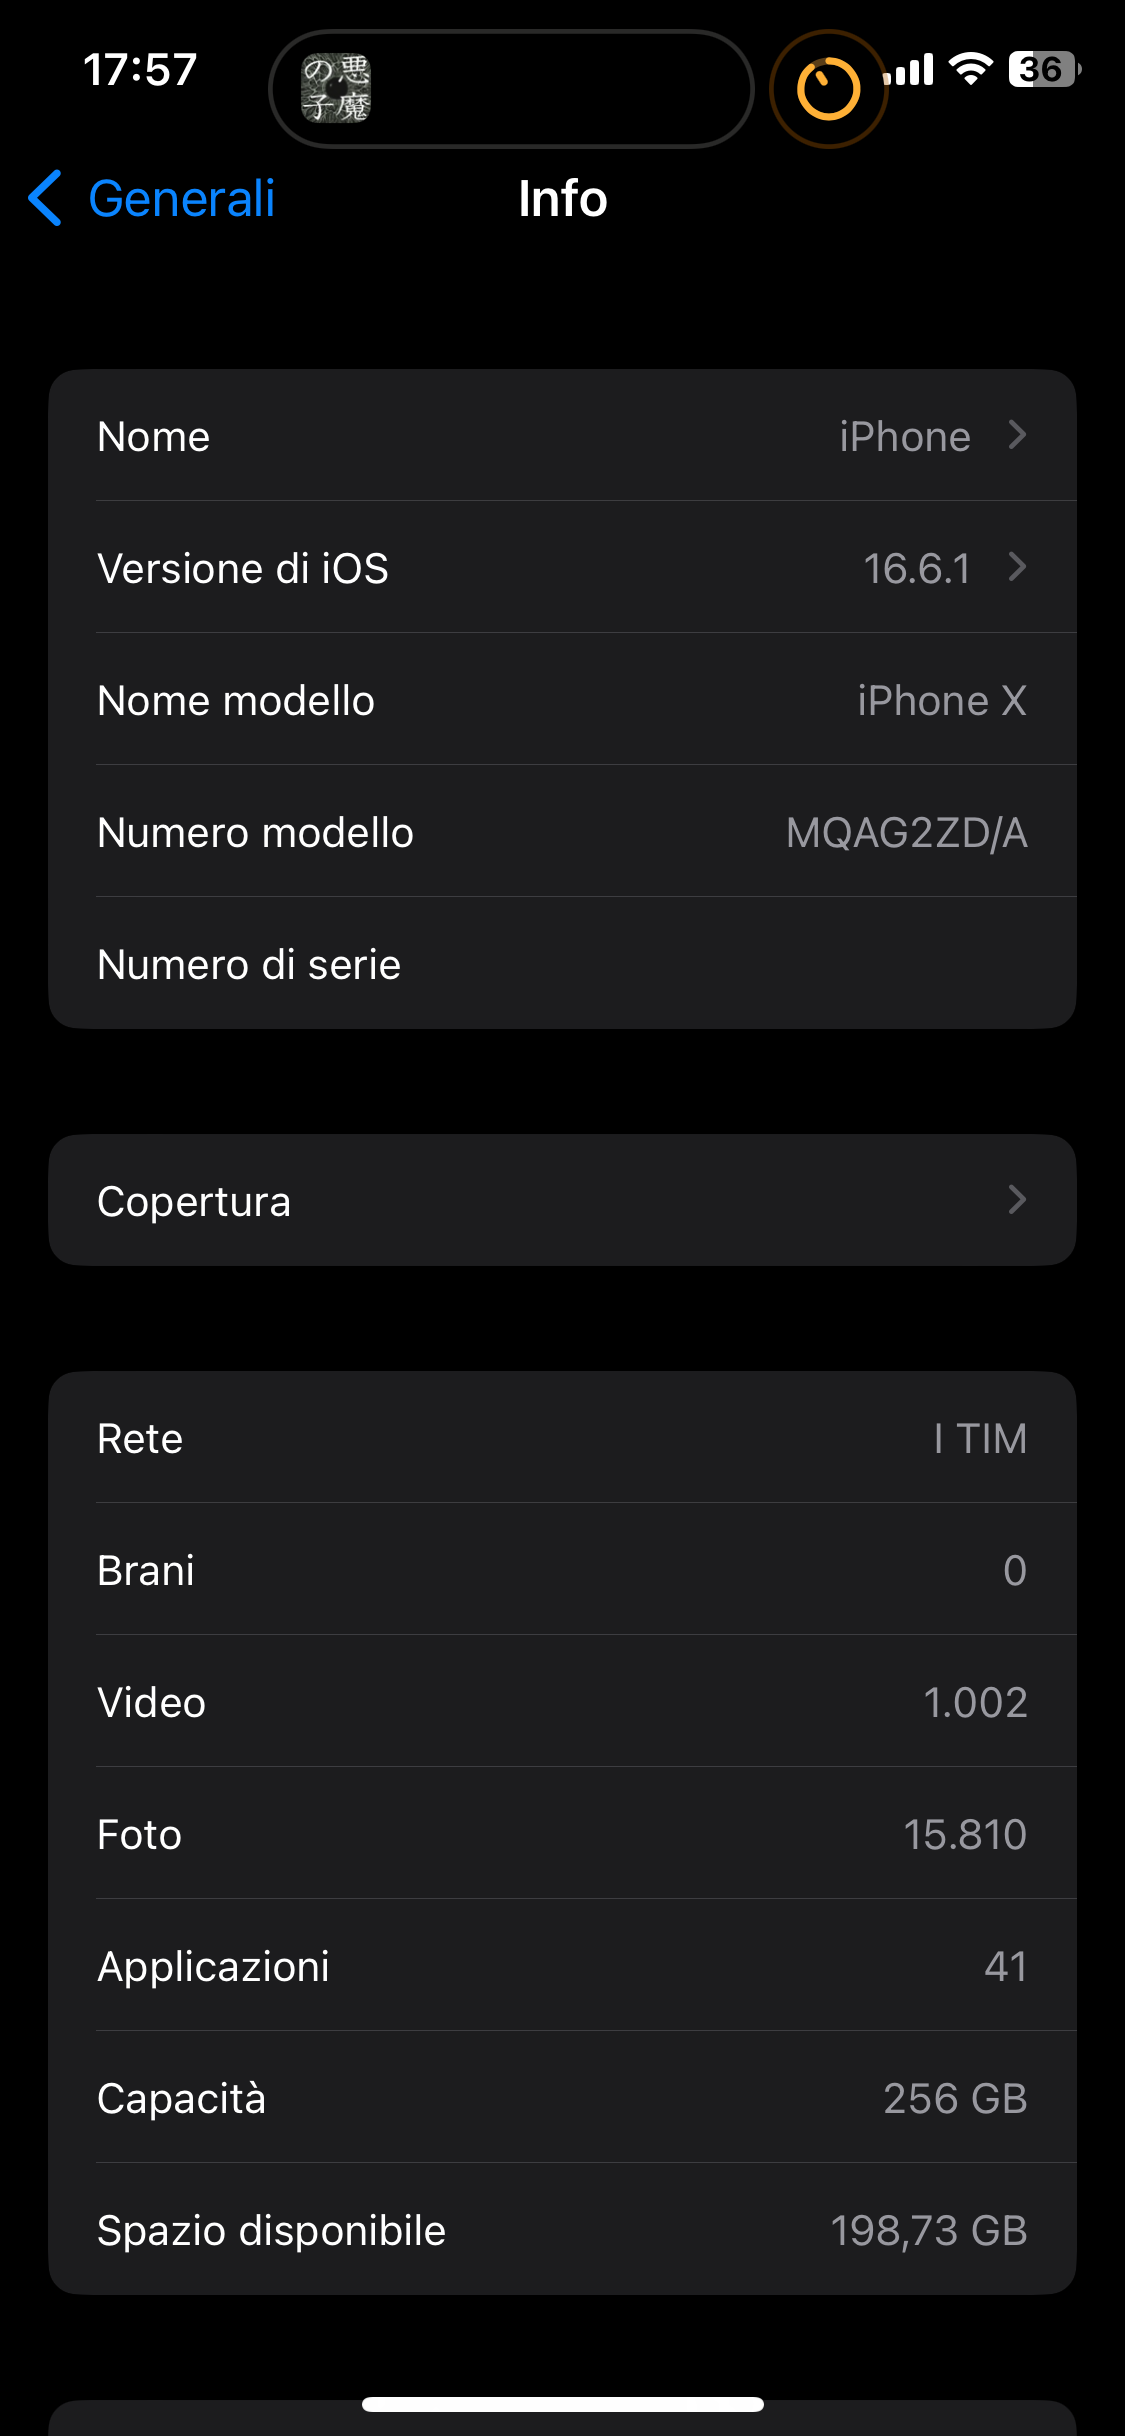 17:57
の悪
子魔
36
Generali
Info
Nome
iPhone
Versione di iOS
16.6.1
Nome modello
iPhone X
Numero modello
MQAG2ZD/A
Numero di serie
Copertura
Rete
I TIM
Brani
0
Video
1.002
Foto
15.810
Applicazioni
41
Capacità
256 GB
Spazio disponibile
198,73 GB